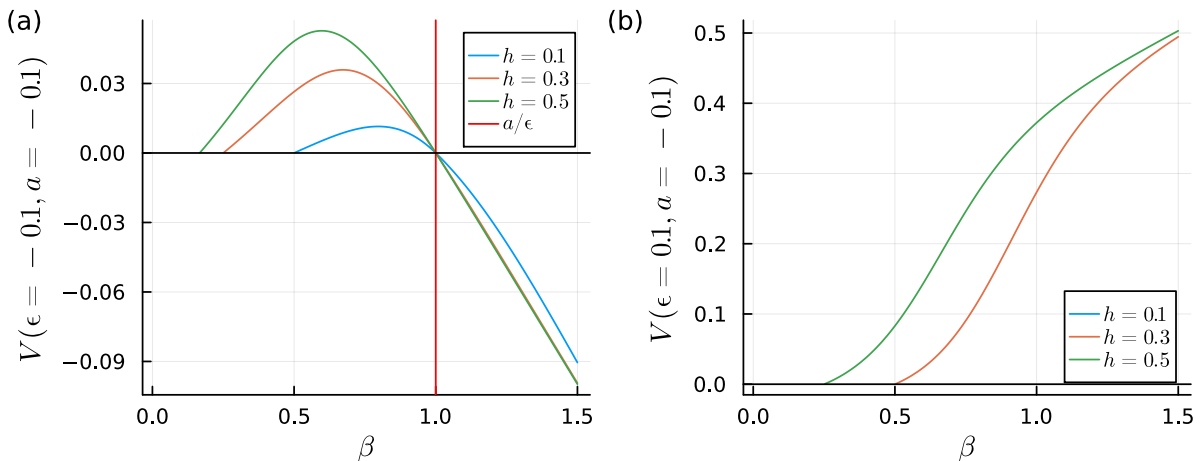 (a)
V(ϵ = − 0.1, a = − 0.1)
0.03
0.00
−0.03
−0.06
−0.09
h = 0.1
h = 0.3
h = 0.5
a/ϵ
0.0 0.5 1.0 1.5
β
(b)
V(ϵ = 0.1, a = − 0.1)
0.5
0.4
0.3
0.2
0.1
0.0
h = 0.1
h = 0.3
h = 0.5
0.0 0.5 1.0 1.5
β